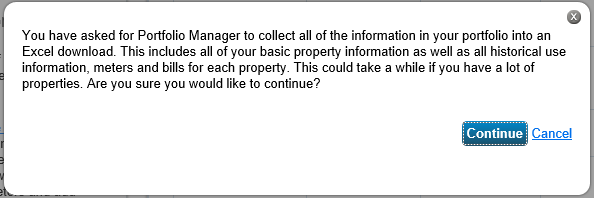 You have asked for Portfolio Manager to collect all of the information in your portfolio into an
Excel download. This includes all of your basic property information as well as all historical use
information, meters and bills for each property. This could take a while if you have a lot of
properties. Are you sure you would like to continue?
Continue Cancel